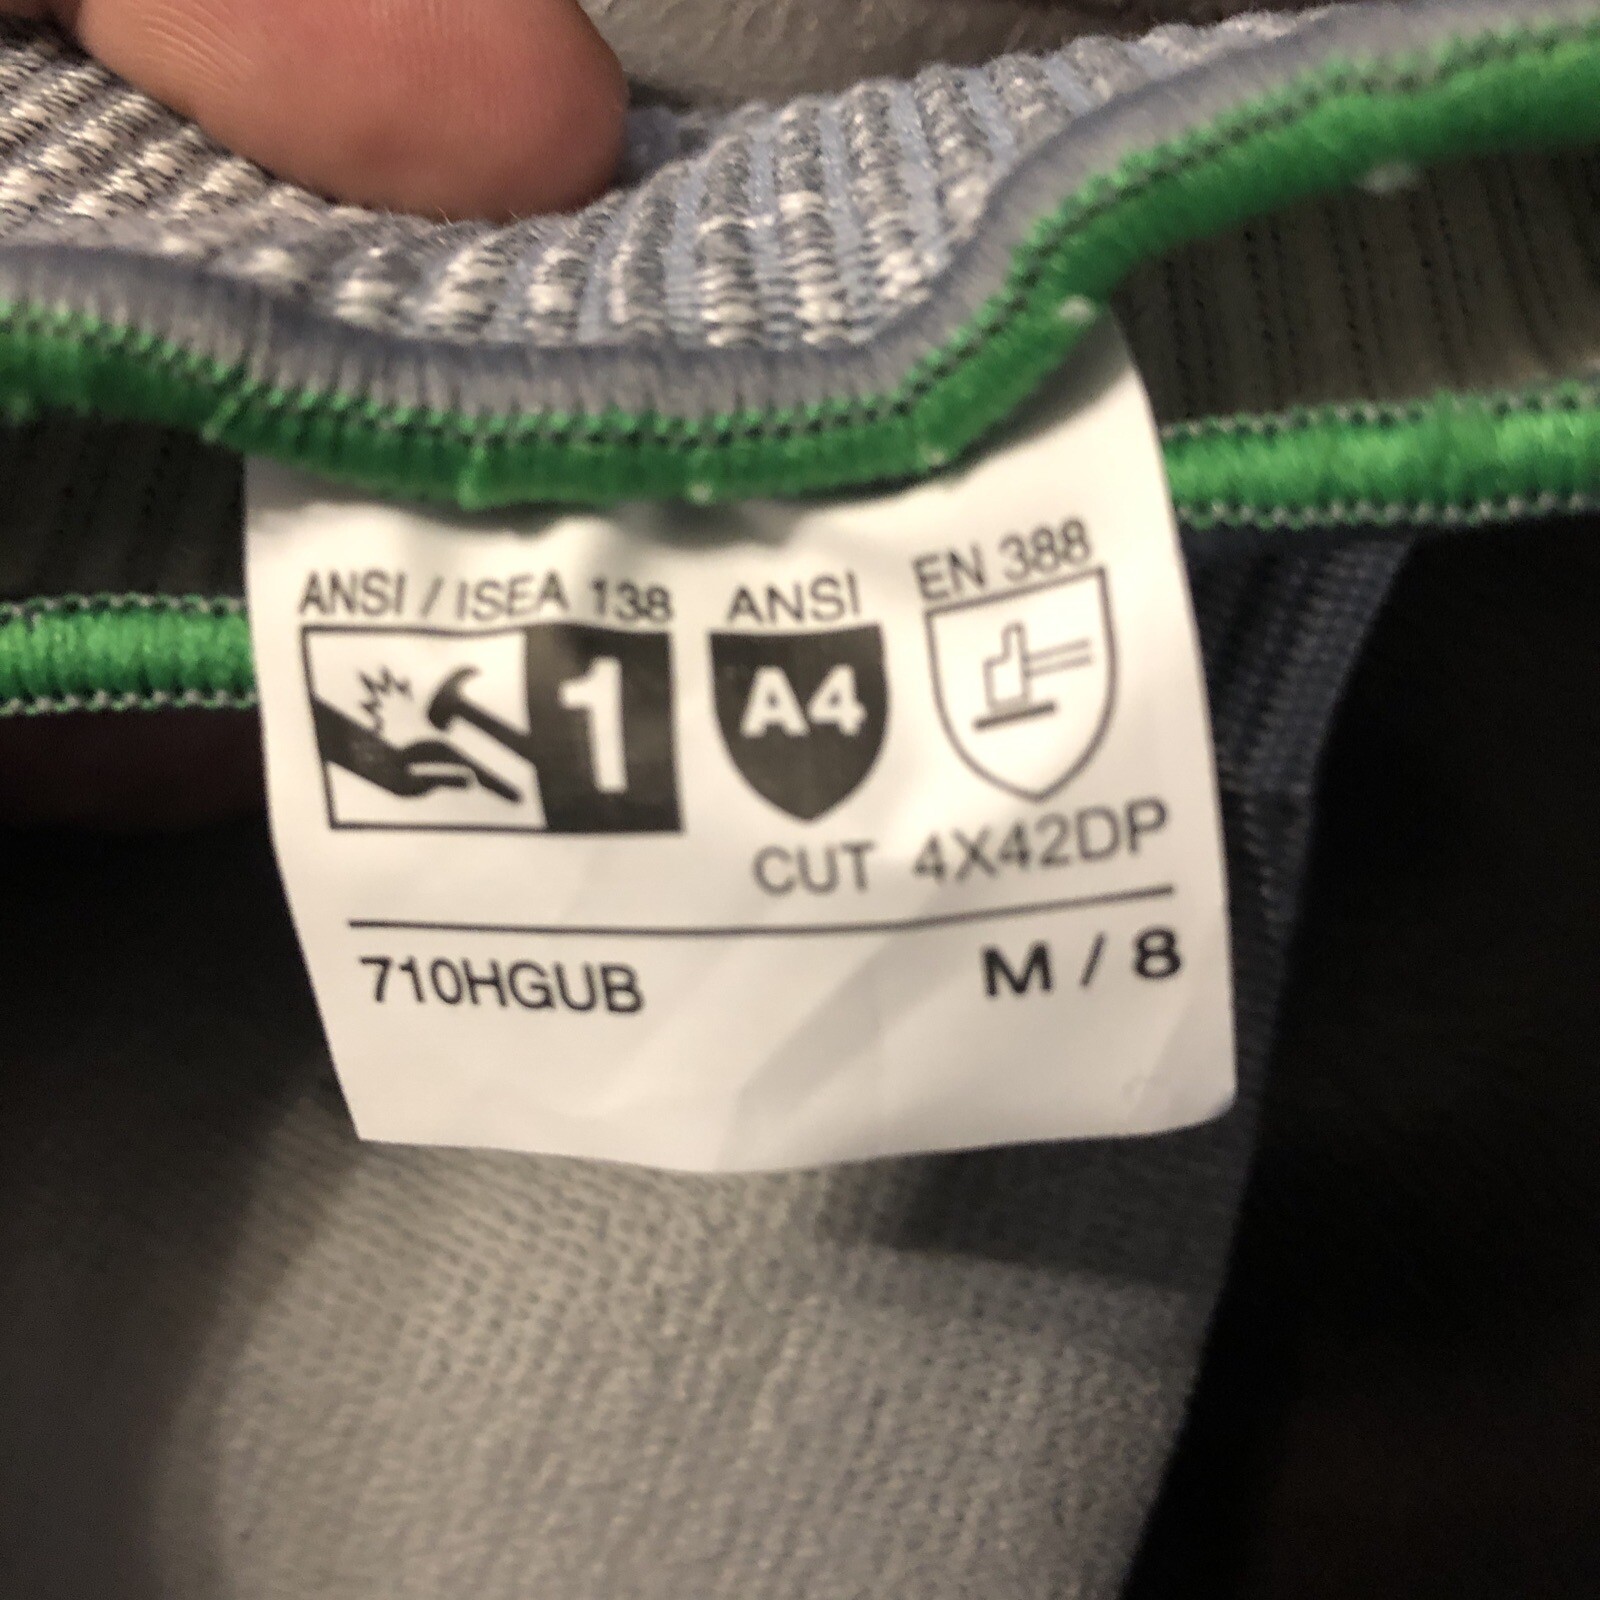 ANSI / ISEA 138 ANSI EN 388
1 A4
CUT 4X42DP
710HGUB M / 8